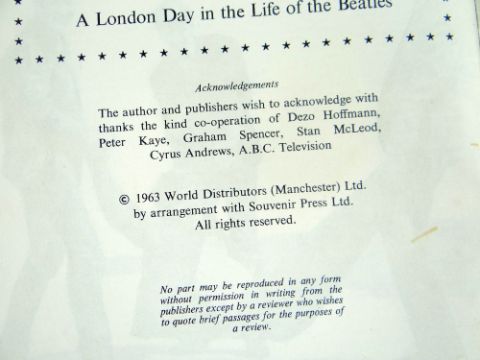 A London Day in the Life of the Beatles
Acknowledgements
The author and publishers wish to acknowledge with
thanks the kind co-operation of Dezo Hoffmann,
Peter Kaye, Graham Spencer, Stan McLeod,
Cyrus Andrews, A.B.C. Television
© 1963 World Distributors (Manchester) Ltd.
by arrangement with Souvenir Press Ltd.
All rights reserved.
No part may be reproduced in any form
without permission in writing from the
publishers except by a reviewer who wishes
to quote brief passages for the purposes of
a review.